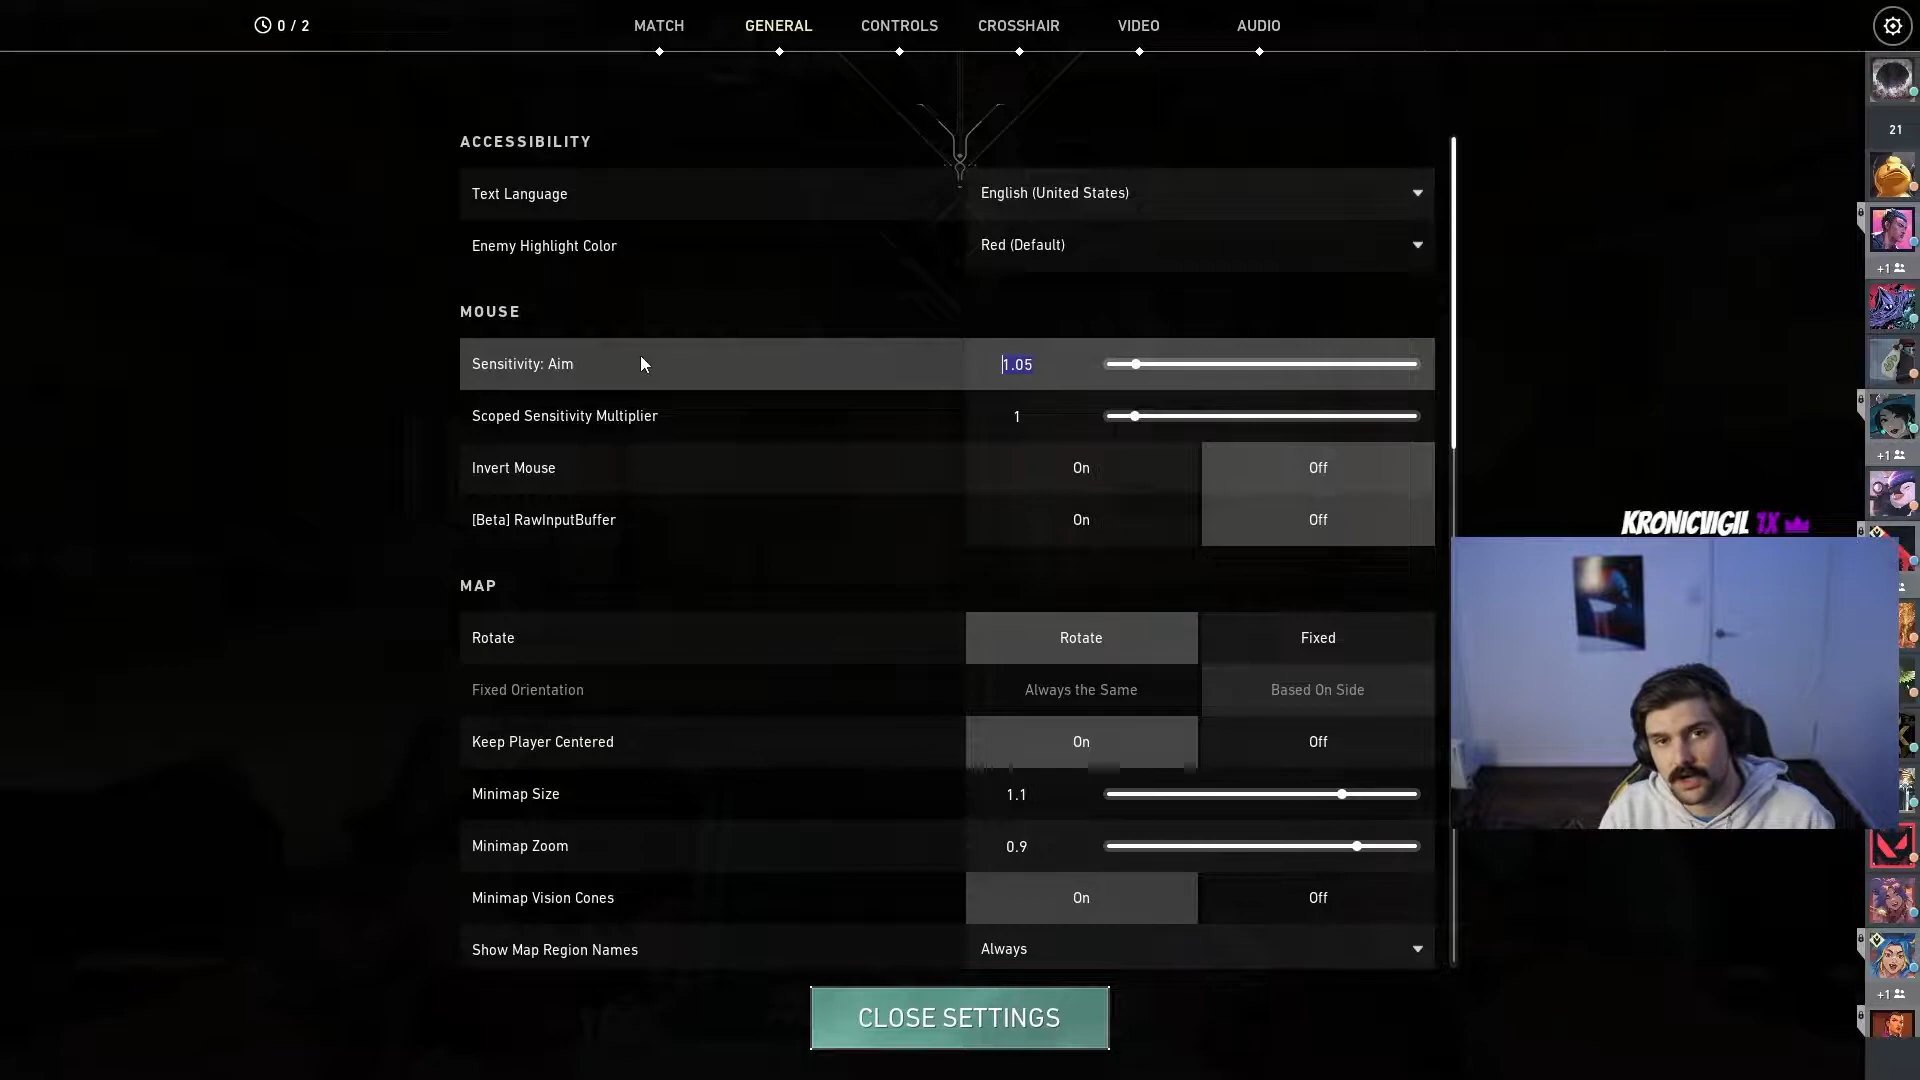 0 / 2
MATCH
GENERAL
CONTROLS
CROSSHAIR
VIDEO
AUDIO
21
ACCESSIBILITY
Text Language
English (United States)
Enemy Highlight Color
Red (Default)
+1
MOUSE
Sensitivity: Aim
1.05
Scoped Sensitivity Multiplier
1
+1
Invert Mouse
On
Off
[Beta] RawInputBuffer
On
Off
KRONICVIGIL 1X
MAP
Rotate
Rotate
Fixed
Fixed Orientation
Always the Same
Based On Side
Keep Player Centered
On
Off
Minimap Size
1.1
Minimap Zoom
0.9
Minimap Vision Cones
On
Off
Show Map Region Names
Always
+1
CLOSE SETTINGS